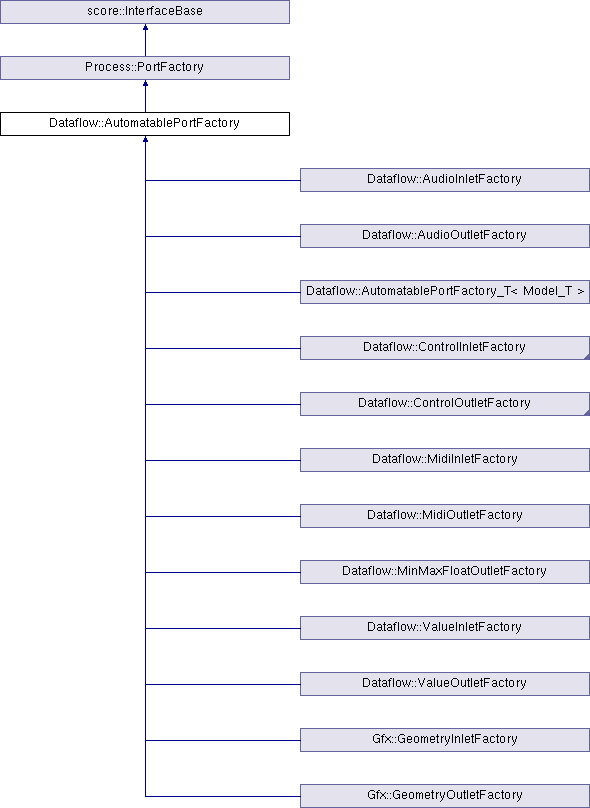 score::InterfaceBase
Process::PortFactory
Dataflow::AutomatablePortFactory
Dataflow::AudioInletFactory
Dataflow::AudioOutletFactory
Dataflow::AutomatablePortFactory_T< Model_T >
Dataflow::ControlInletFactory
Dataflow::ControlOutletFactory
Dataflow::MidiInletFactory
Dataflow::MidiOutletFactory
Dataflow::MinMaxFloatOutletFactory
Dataflow::ValueInletFactory
Dataflow::ValueOutletFactory
Gfx::GeometryInletFactory
Gfx::GeometryOutletFactory